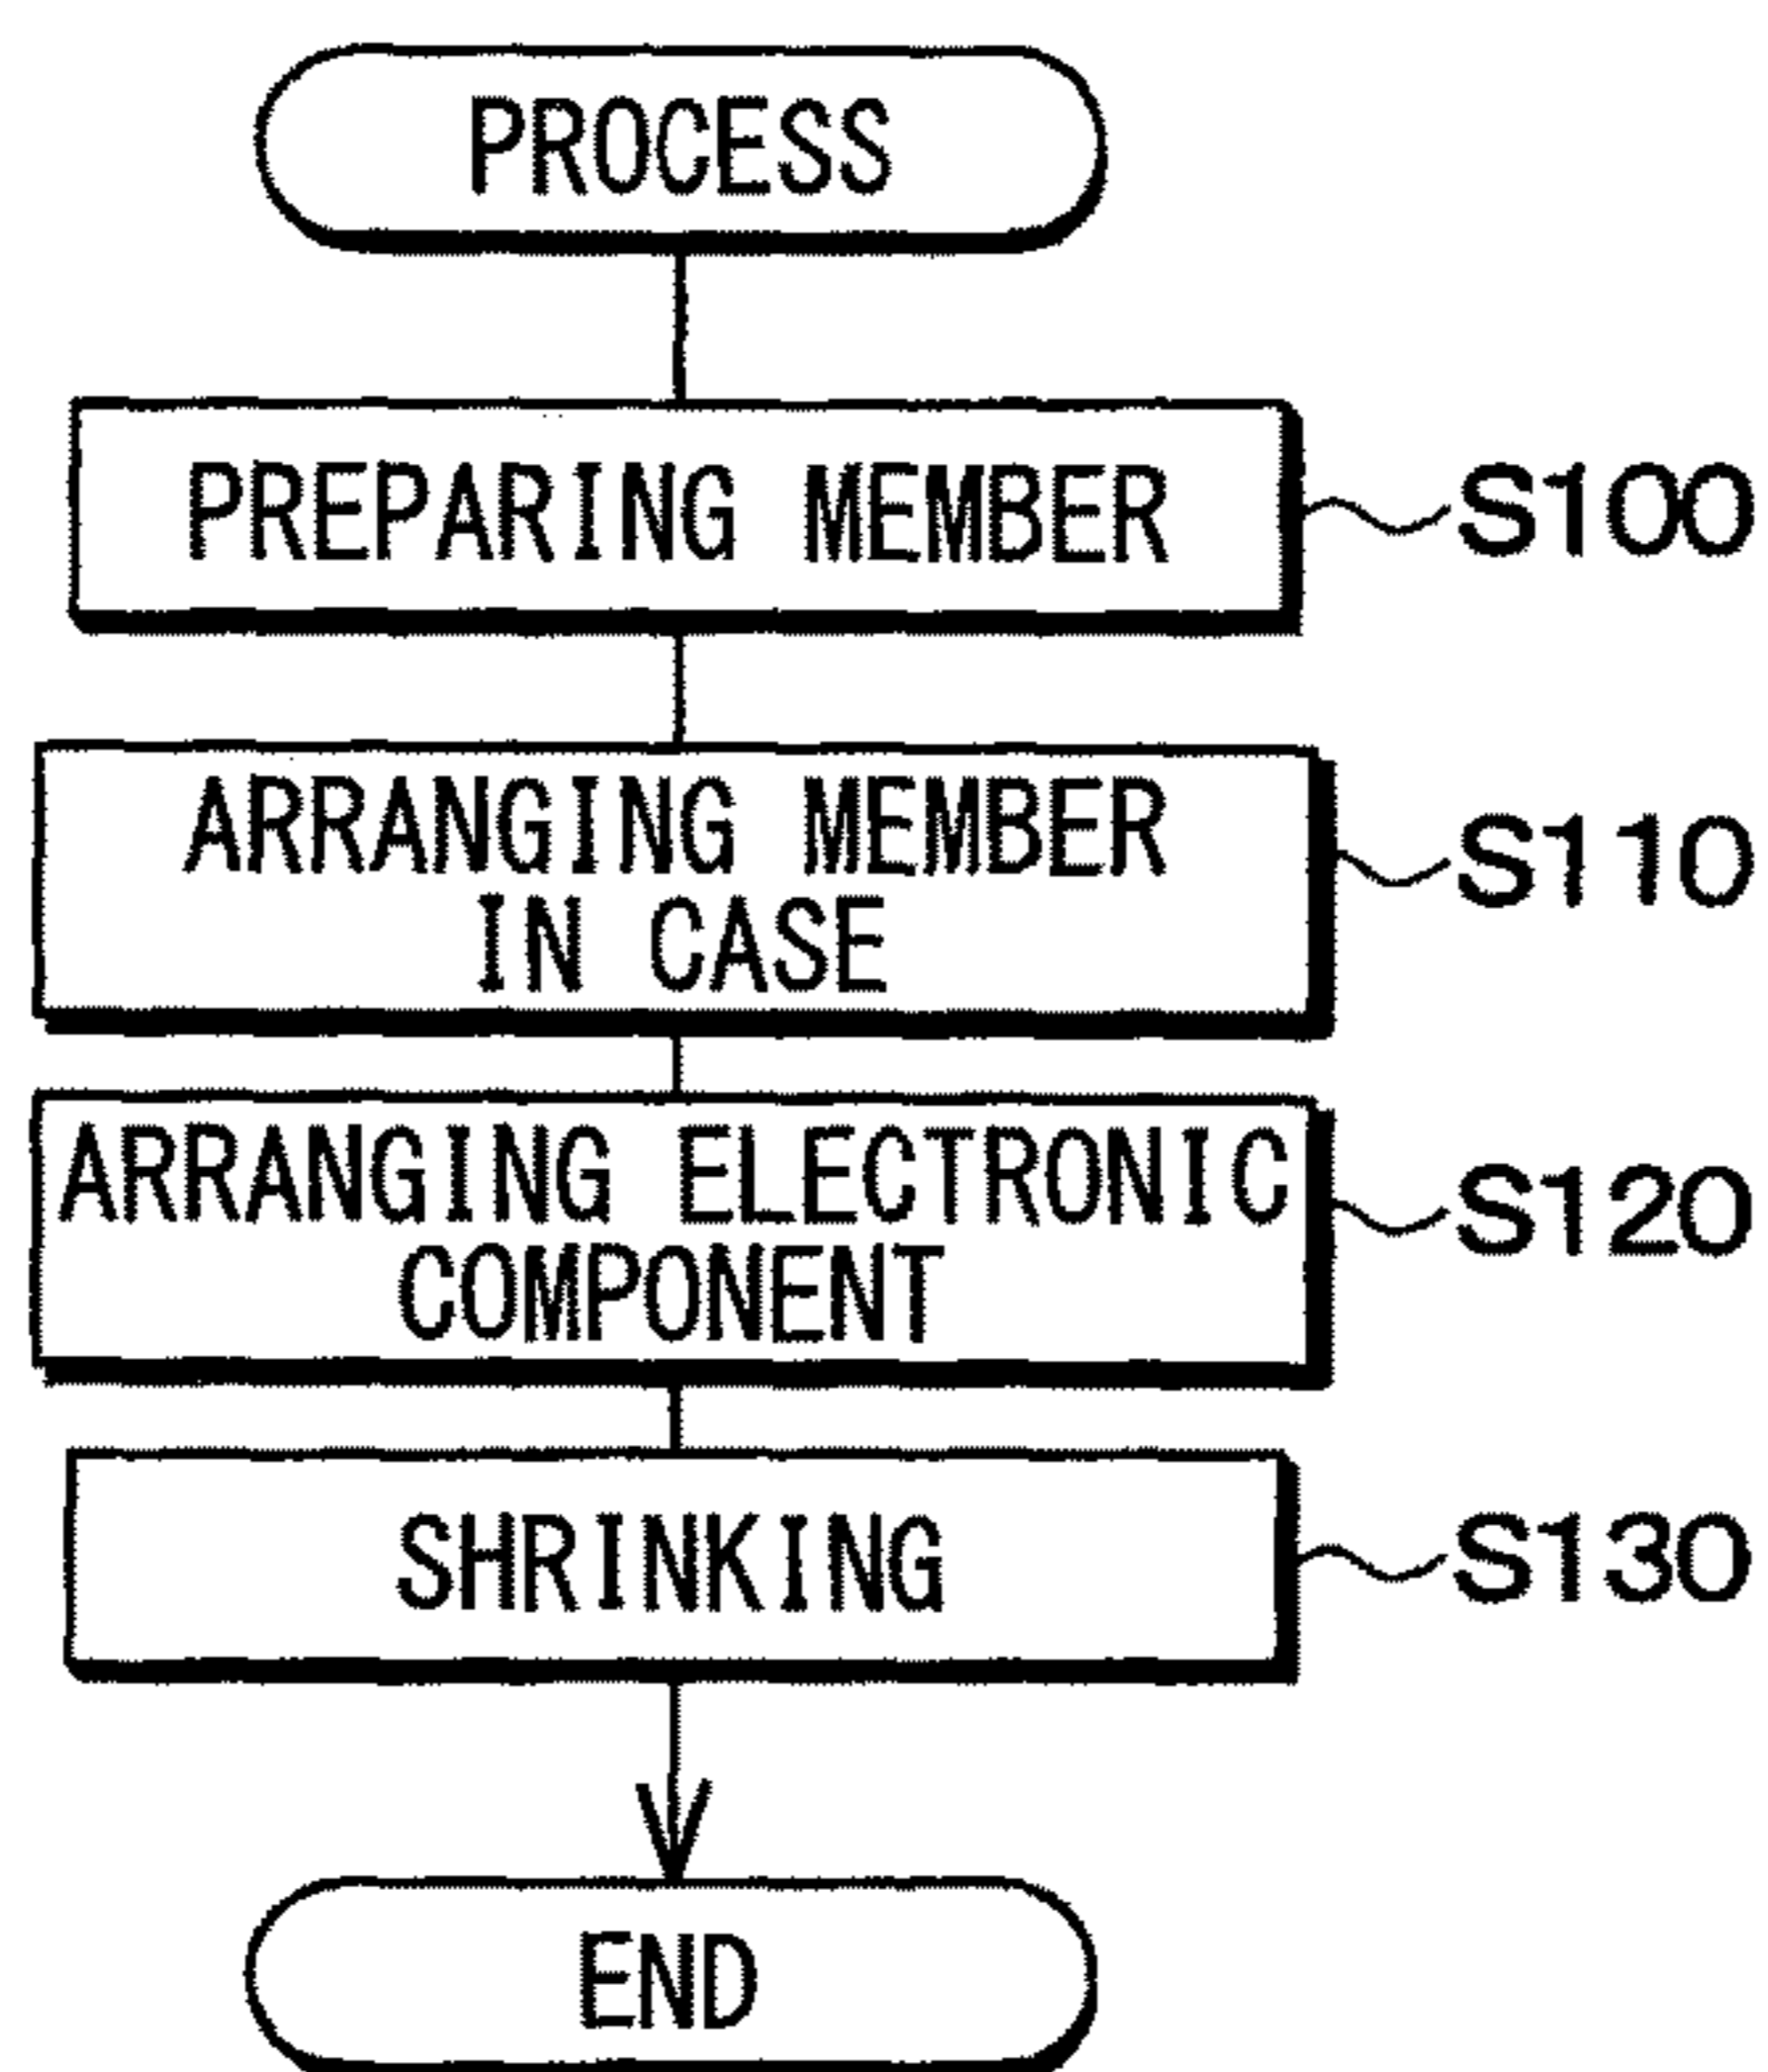 PROCESS
PREPARING MEMBER
S100
ARRANGING MEMBER
IN CASE
S110
ARRANGING ELECTRONIC
COMPONENT
S120
SHRINKING
S130
END